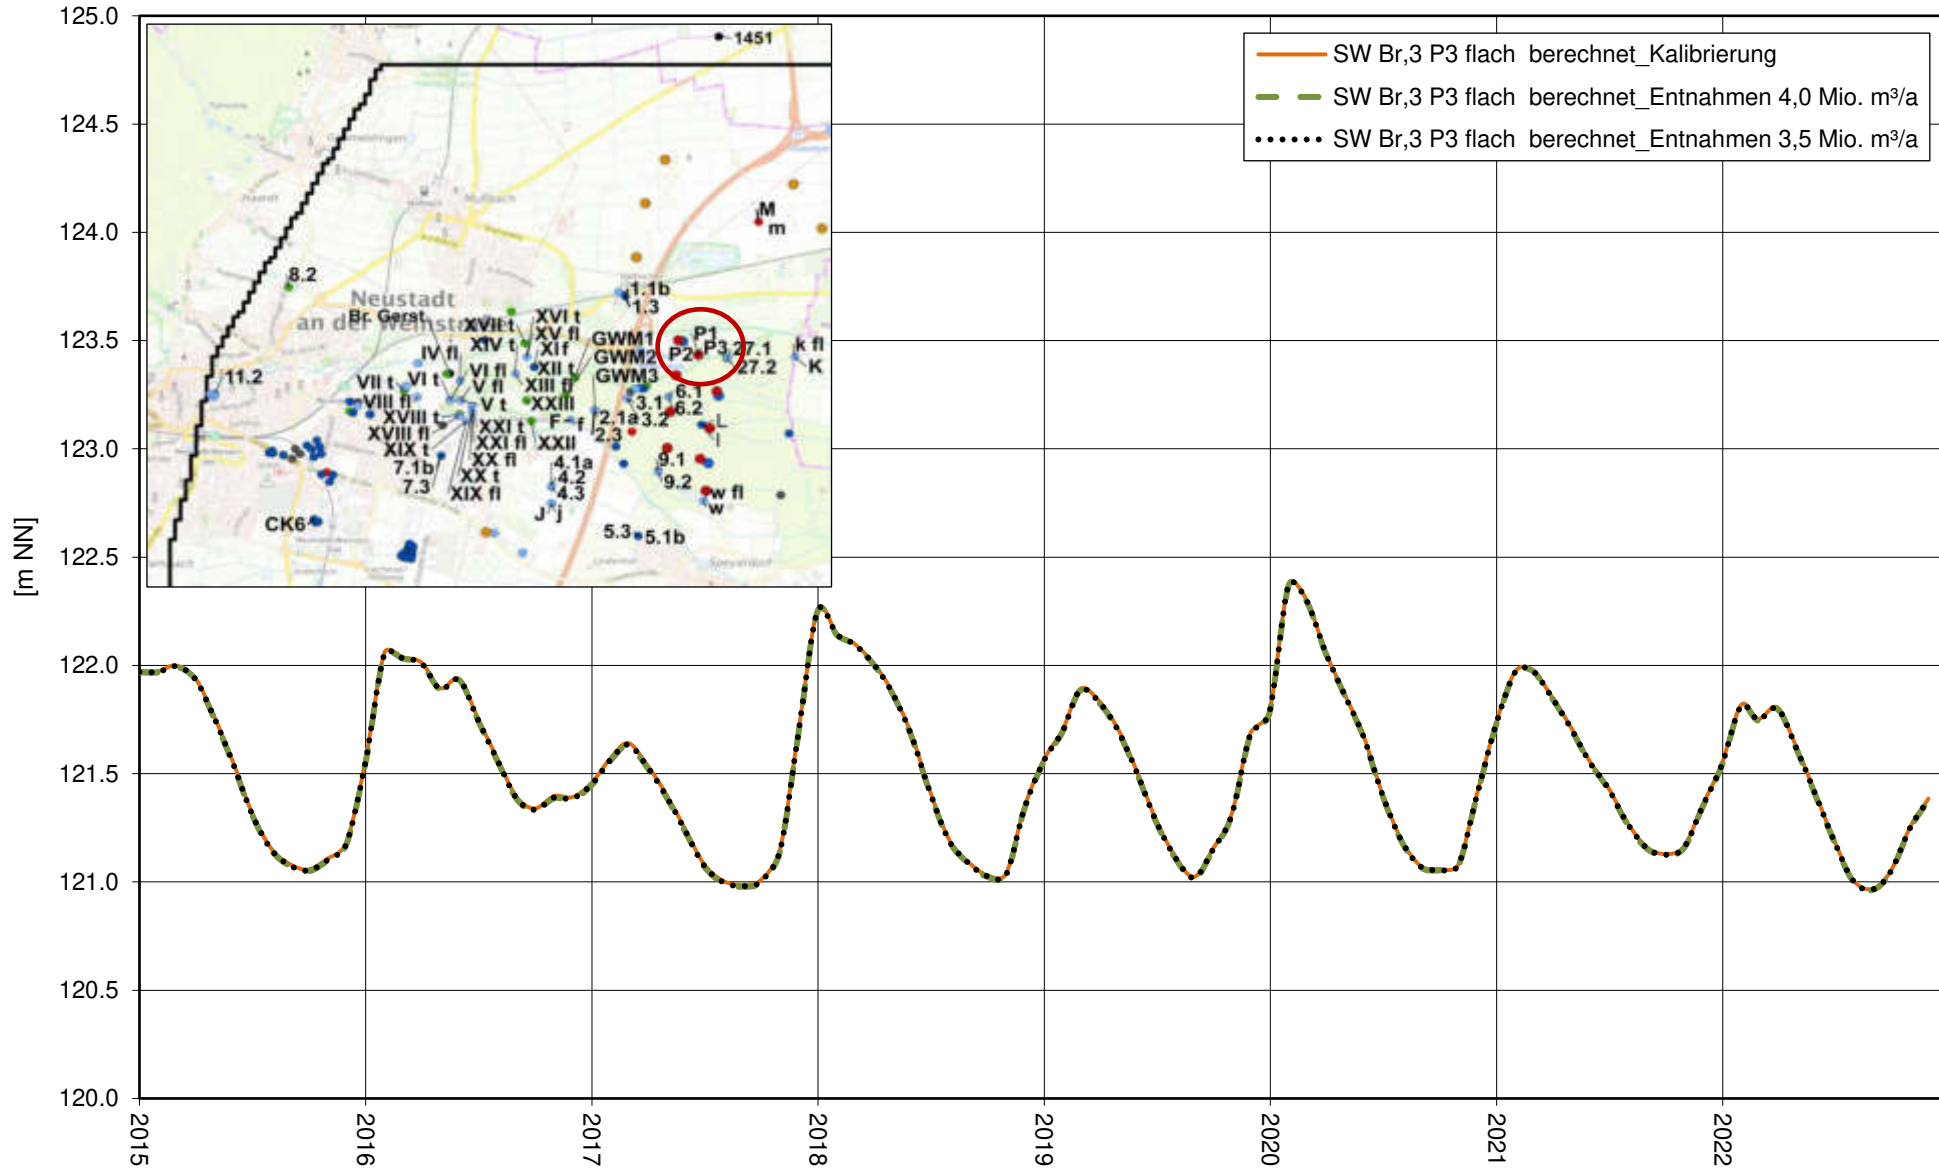 125.0
124.5
124.0
123.5
123.0
122.5
122.0
121.5
121.0
120.5
120.0
[m NN]
2015
2016
2017
2018
2019
2020
2021
2022
SW Br,3 P3 flach berechnet_Kalibrierung
SW Br,3 P3 flach berechnet_Entnahmen 4,0 Mio. m³/a
SW Br,3 P3 flach berechnet_Entnahmen 3,5 Mio. m³/a
1451
M
m
8.2
Neustadt
an der Weinstraße
Mußbach
Haardt
Br. Gerst.
1.1b
1.3
XVII t
XVI t
XIV t
XV fl
XI f
GWM1
P1
P3
P2
27.1
27.2
k fl
K
IV fl
GWM2
XII t
VI fl
GWM3
11.2
VII t
VI t
V fl
XIII fl
6.1
6.2
VIII fl
V t
XXIII
3.1
3.2
XVIII t
XXI t
F
f
2.1a
L
l
XVIII fl
XXI fl
XXII
2.3
XIX t
XX fl
7.1b
4.1a
9.1
7.3
XX t
4.2
9.2
XIX fl
4.3
w fl
w
J
j
CK6
5.3
5.1b
Speyerdorf